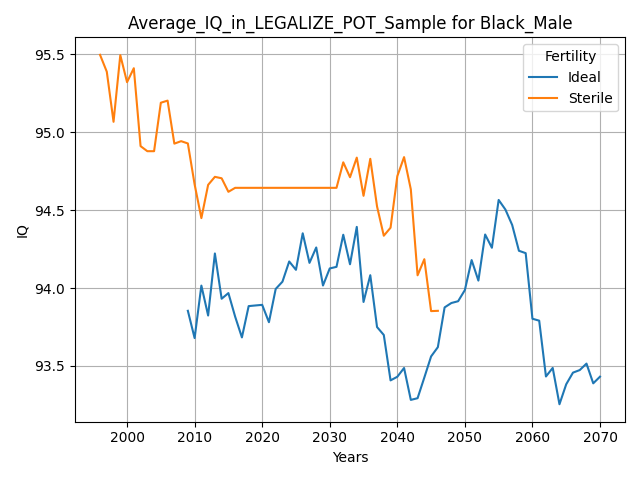 Average_IQ_in_LEGALIZE_POT_Sample for Black_Male
Fertility
Ideal
Sterile
95.5
95.0
94.5
94.0
93.5
IQ
2000 2010 2020 2030 2040 2050 2060 2070
Years